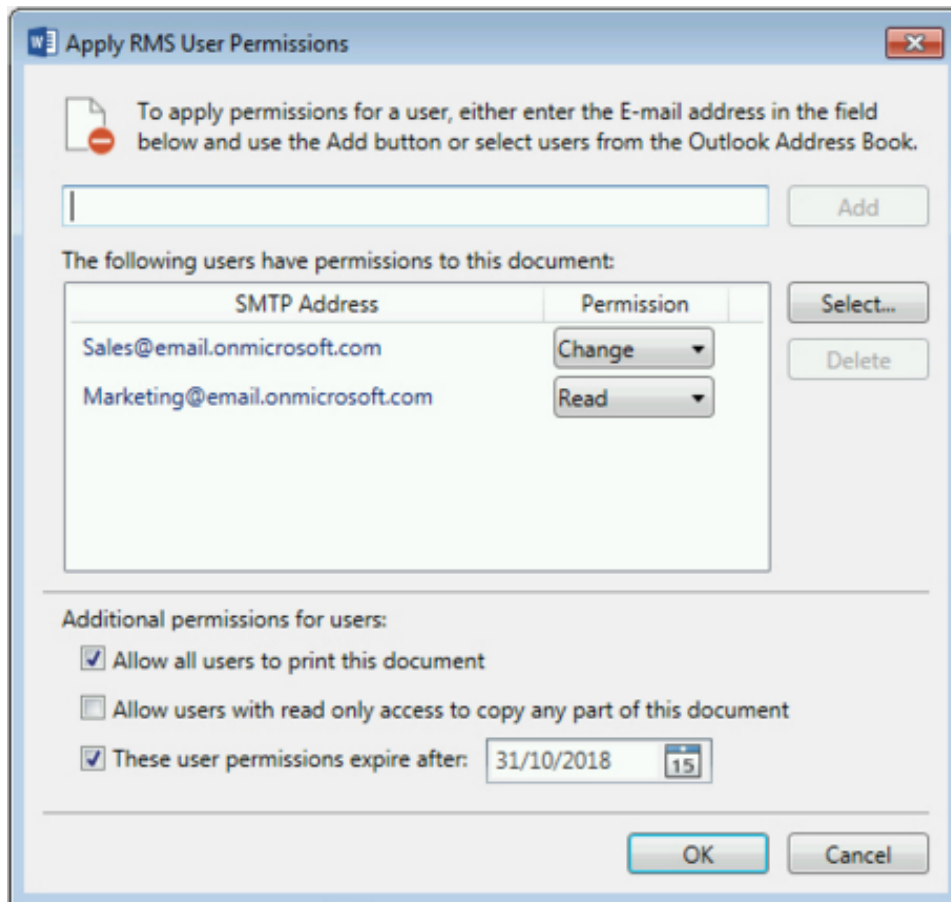 Apply RMS User Permissions
To apply permissions for a user, either enter the E-mail address in the field
below and use the Add button or select users from the Outlook Address Book.
Add
The following users have permissions to this document:
SMTP Address Permission
Select...
Sales@email.onmicrosoft.com Change
Delete
Marketing@email.onmicrosoft.com Read
Additional permissions for users:
Allow all users to print this document
Allow users with read only access to copy any part of this document
These user permissions expire after: 31/10/2018 15
OK Cancel